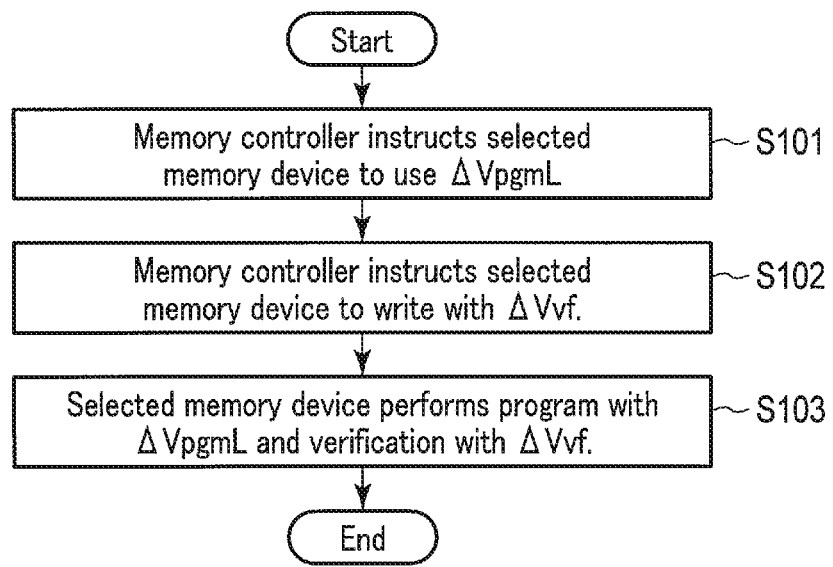 Start
Memory controller instructs selected
memory device to use ΔVpgmL
S101
Memory controller instructs selected
memory device to write with ΔVvf.
S102
Selected memory device performs program with
ΔVpgmL and verification with ΔVvf.
S103
End